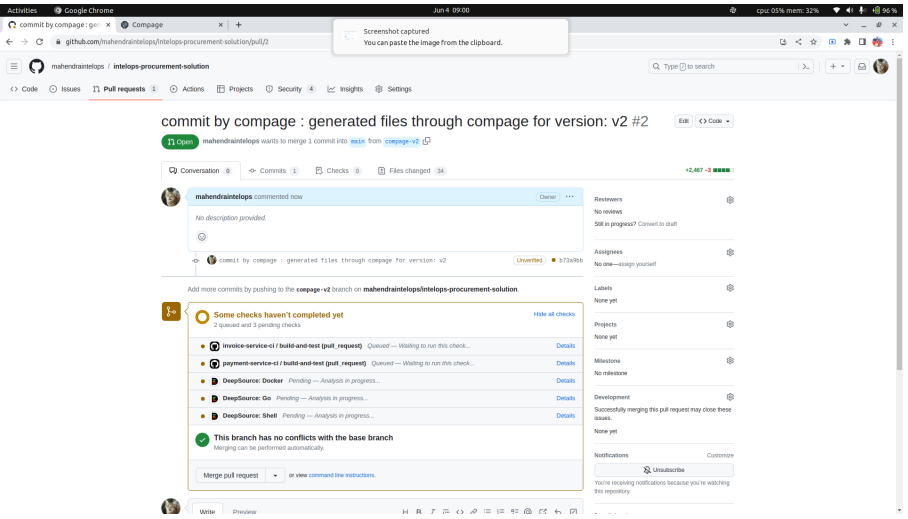 Activities
Google Chrome
Jun 4 09:00
cpu: 05% mem: 32%
96 %
commit by compage : gen
Compage
Screenshot captured
You can paste the image from the clipboard.
github.com/mahendraintelops/intelops-procurement-solution/pull/2
mahendraintelops / intelops-procurement-solution
Type / to search
Code
Issues
Pull requests 1
Actions
Projects
Security 4
Insights
Settings
commit by compage : generated files through compage for version: v2 #2
Edit
Code
Open
mahendraintelops wants to merge 1 commit into main from compage-v2
Conversation 0
Commits 1
Checks 0
Files changed 34
+2,467 −3
mahendraintelops commented now
Owner
No description provided.
commit by compage : generated files through compage for version: v2
Unverified
b73a9bb
Add more commits by pushing to the compage-v2 branch on mahendraintelops/intelops-procurement-solution.
Some checks haven't completed yet
Hide all checks
2 queued and 3 pending checks
invoice-service-ci / build-and-test (pull_request) Queued — Waiting to run this check...
Details
payment-service-ci / build-and-test (pull_request) Queued — Waiting to run this check...
Details
DeepSource: Docker Pending — Analysis in progress...
Details
DeepSource: Go Pending — Analysis in progress...
Details
DeepSource: Shell Pending — Analysis in progress...
Details
This branch has no conflicts with the base branch
Merging can be performed automatically.
Merge pull request
or view command line instructions.
Write
Preview
Reviewers
No reviews
Still in progress? Convert to draft
Assignees
No one—assign yourself
Labels
None yet
Projects
None yet
Milestone
No milestone
Development
Successfully merging this pull request may close these
issues.
None yet
Notifications
Customize
Unsubscribe
You're receiving notifications because you're watching
this repository.